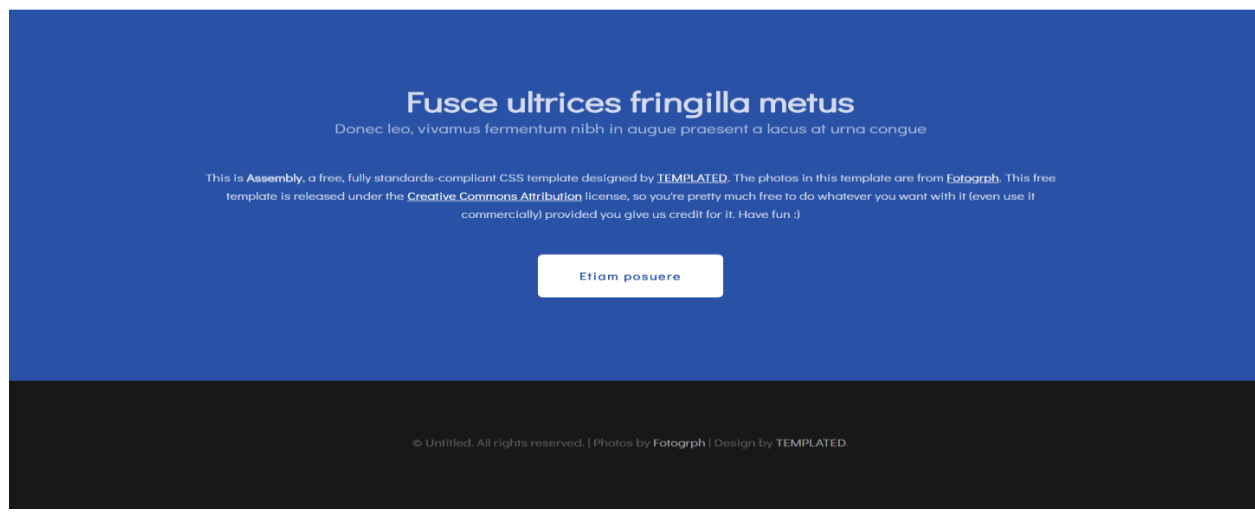 Fusce ultrices fringilla metus
Donec leo, vivamus fermentum nibh in augue praesent a lacus at urna congue
This is Assembly, a free, fully standards-compliant CSS template designed by TEMPLATED. The photos in this template are from Fotogrph. This free
template is released under the Creative Commons Attribution license, so you're pretty much free to do whatever you want with it (even use it
commercially) provided you give us credit for it. Have fun :)
Etiam posuere
© Untitled. All rights reserved. | Photos by Fotogrph | Design by TEMPLATED.